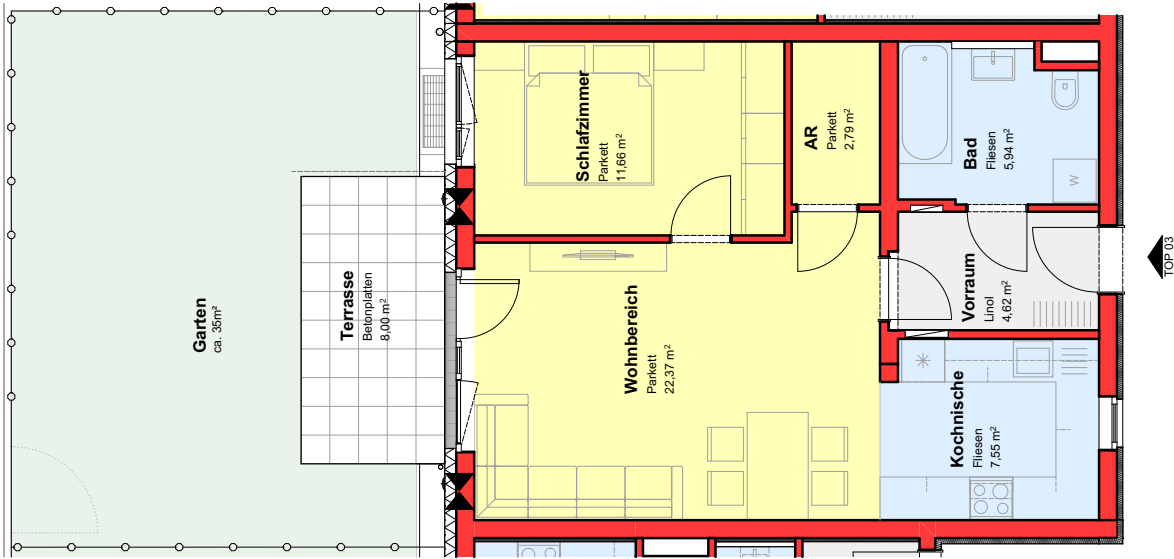 Garten
ca. 35m²
Terrasse
Betonplatten
8,00 m²
Schlafzimmer
Parkett
11,66 m²
Wohnbereich
Parkett
22,37 m²
AR
Parkett
2,79 m²
Bad
Fliesen
5,94 m²
W
Vorraum
Linol
4,62 m²
Kochnische
Fliesen
7,55 m²
TOP 03